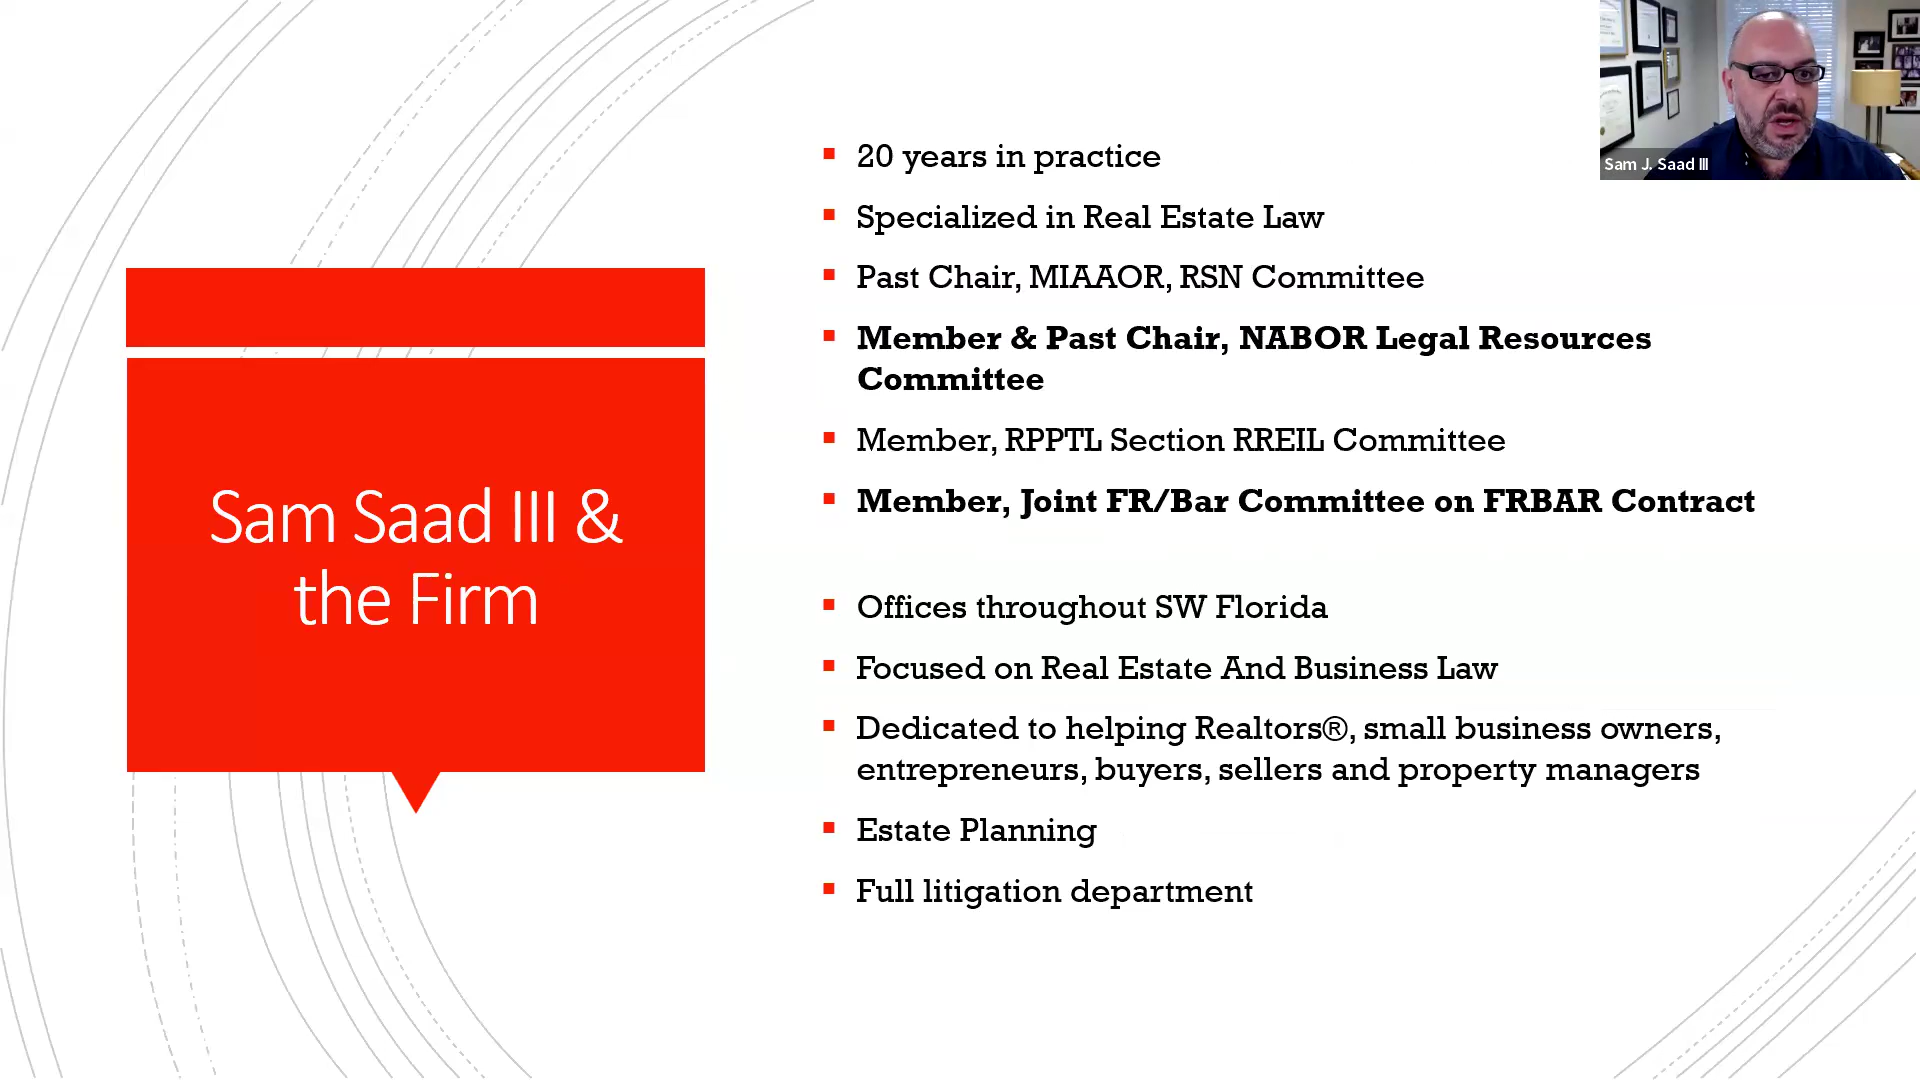 Sam J. Saad III
Sam Saad III &
the Firm
20 years in practice
Specialized in Real Estate Law
Past Chair, MIAAOR, RSN Committee
Member & Past Chair, NABOR Legal Resources
Committee
Member, RPPTL Section RREIL Committee
Member, Joint FR/Bar Committee on FRBAR Contract
Offices throughout SW Florida
Focused on Real Estate And Business Law
Dedicated to helping Realtors®, small business owners,
entrepreneurs, buyers, sellers and property managers
Estate Planning
Full litigation department